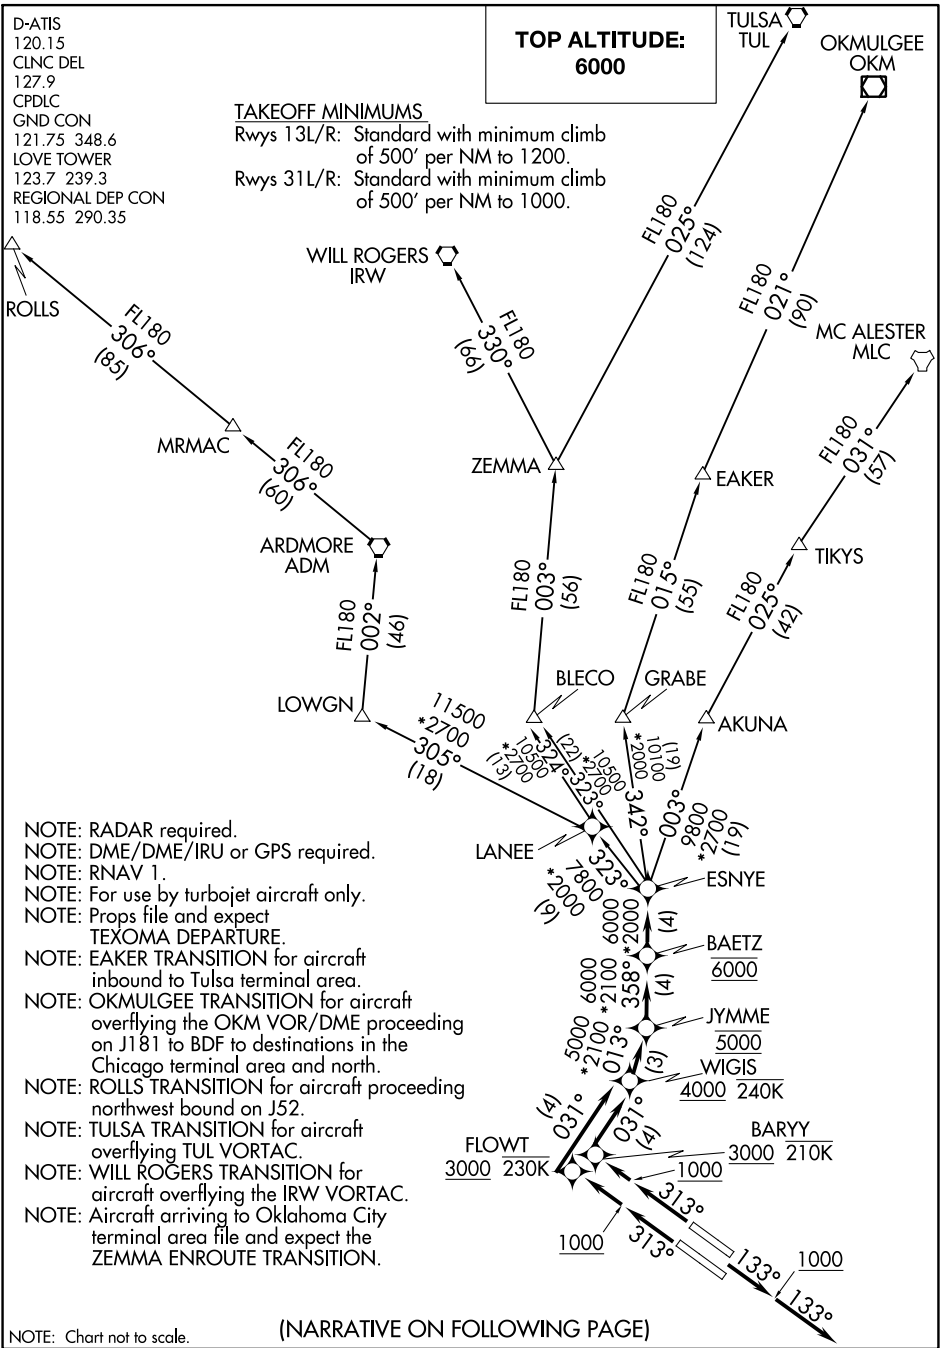 D-ATIS
120.15
CLNC DEL
127.9
CPDLC
GND CON
121.75 348.6
LOVE TOWER
123.7 239.3
REGIONAL DEP CON
118.55 290.35
TOP ALTITUDE:
6000
TAKEOFF MINIMUMS
Rwys 13L/R: Standard with minimum climb
of 500' per NM to 1200.
Rwys 31L/R: Standard with minimum climb
of 500' per NM to 1000.
TULSA
TUL
OKMULGEE
OKM
FL180
025°
(124)
FL180
021°
(90)
WILL ROGERS
IRW
FL180
330°
(66)
ROLLS
FL180
306°
(85)
MC ALESTER
MLC
FL180
031°
(57)
MRMAC
FL180
306°
(60)
ZEMMA
EAKER
ARDMORE
ADM
TIKYS
FL180
002°
(46)
FL180
003°
(56)
FL180
015°
(55)
FL180
025°
(42)
LOWGN
BLECO
GRABE
AKUNA
11500
*2700
305°
(18)
10500
*2700
324°
(13)
10500
*2700
323°
(22)
10100
*2000
342°
(19)
003°
9800
*2700
(19)
LANEE
323°
7800
*2000
(9)
ESNYE
6000
*2000
(4)
BAETZ
6000
6000
*2100
358°
(4)
JYMME
5000
5000
*2100
013°
(3)
WIGIS
4000 240K
031°
(4)
031°
(4)
FLOWT
3000 230K
BARYY
3000 210K
1000
313°
1000
313°
133°
1000
133°
NOTE: RADAR required.
NOTE: DME/DME/IRU or GPS required.
NOTE: RNAV 1.
NOTE: For use by turbojet aircraft only.
NOTE: Props file and expect
TEXOMA DEPARTURE.
NOTE: EAKER TRANSITION for aircraft
inbound to Tulsa terminal area.
NOTE: OKMULGEE TRANSITION for aircraft
overflying the OKM VOR/DME proceeding
on J181 to BDF to destinations in the
Chicago terminal area and north.
NOTE: ROLLS TRANSITION for aircraft proceeding
northwest bound on J52.
NOTE: TULSA TRANSITION for aircraft
overflying TUL VORTAC.
NOTE: WILL ROGERS TRANSITION for
aircraft overflying the IRW VORTAC.
NOTE: Aircraft arriving to Oklahoma City
terminal area file and expect the
ZEMMA ENROUTE TRANSITION.
NOTE: Chart not to scale.
(NARRATIVE ON FOLLOWING PAGE)